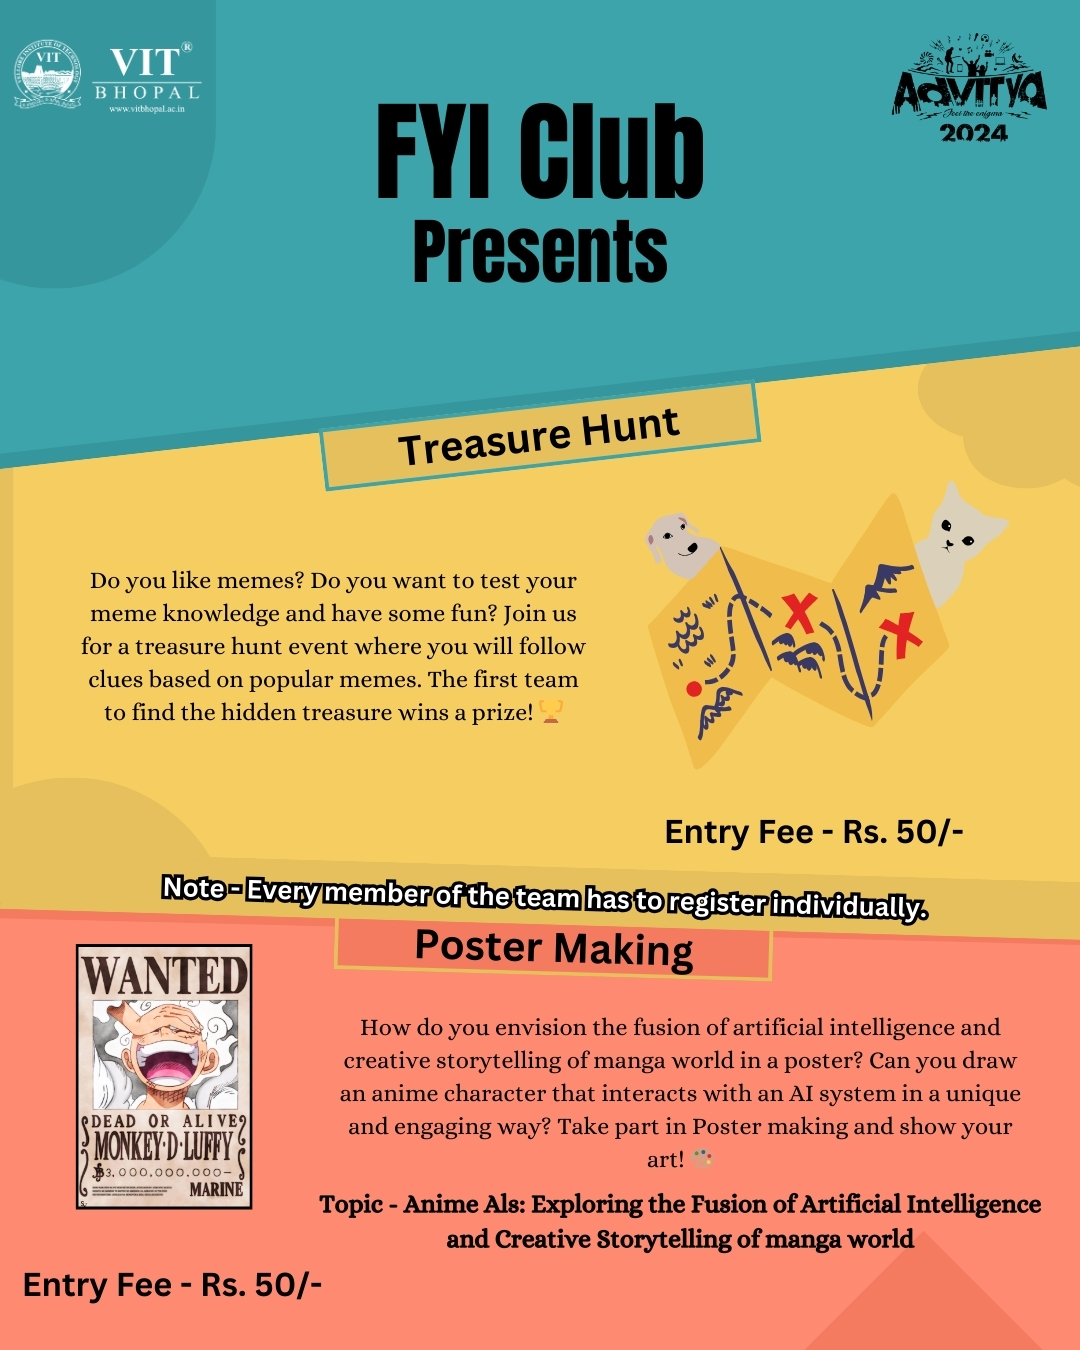 VIT®
BHOPAL
www.vitbhopal.ac.in
VIT
AdVITYA
Feel the enigma
2024
FYI Club
Presents
Treasure Hunt
Do you like memes? Do you want to test your
meme knowledge and have some fun? Join us
for a treasure hunt event where you will follow
clues based on popular memes. The first team
to find the hidden treasure wins a prize! 🏆
Entry Fee - Rs. 50/-
Note - Every member of the team has to register individually.
Poster Making
WANTED
DEAD OR ALIVE
MONKEY·D·LUFFY
฿3,000,000,000-
MARINE
How do you envision the fusion of artificial intelligence and
creative storytelling of manga world in a poster? Can you draw
an anime character that interacts with an AI system in a unique
and engaging way? Take part in Poster making and show your
art! 🎨
Topic - Anime AIs: Exploring the Fusion of Artificial Intelligence
and Creative Storytelling of manga world
Entry Fee - Rs. 50/-